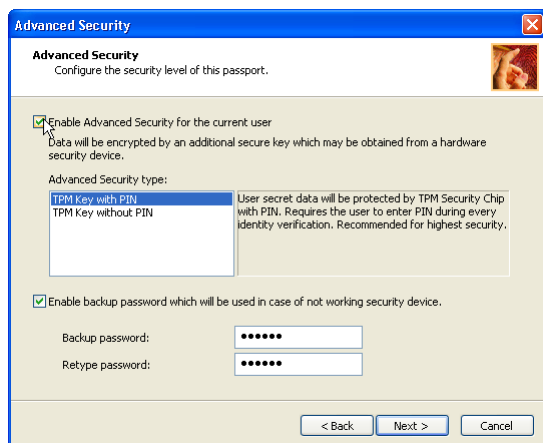 Advanced Security
Advanced Security
Configure the security level of this passport.
Enable Advanced Security for the current user
Data will be encrypted by an additional secure key which may be obtained from a hardware
security device.
Advanced Security type:
TPM Key with PIN
TPM Key without PIN
User secret data will be protected by TPM Security Chip
with PIN. Requires the user to enter PIN during every
identity verification. Recommended for highest security.
Enable backup password which will be used in case of not working security device.
Backup password:
••••••
Retype password:
••••••
< Back
Next >
Cancel